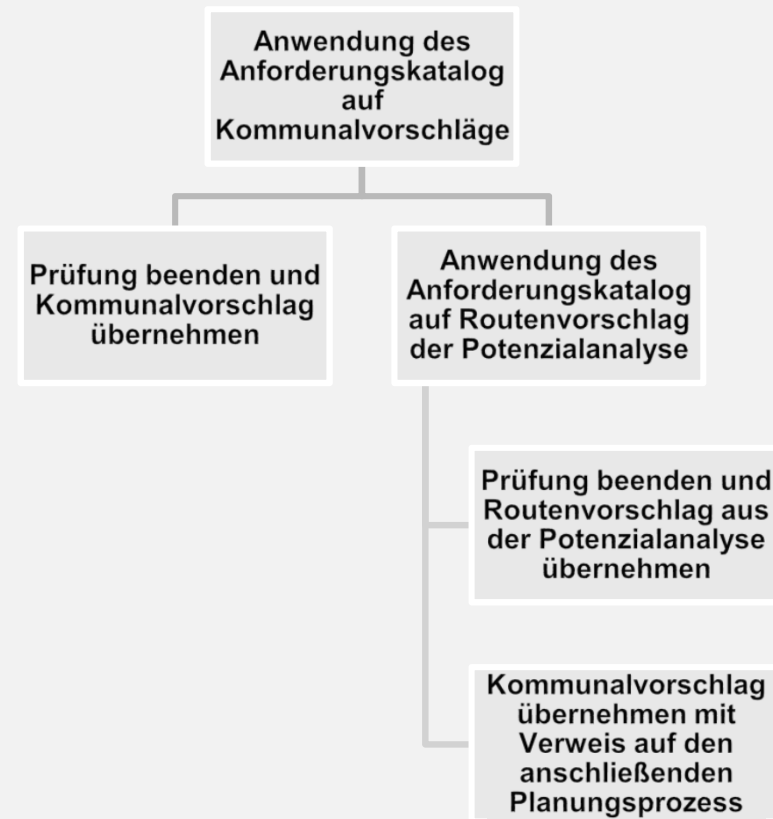 Anwendung des
Anforderungskatalog
auf
Kommunalvorschläge
Prüfung beenden und
Kommunalvorschlag
übernehmen
Anwendung des
Anforderungskatalog
auf Routenvorschlag
der Potenzialanalyse
Prüfung beenden und
Routenvorschlag aus
der Potenzialanalyse
übernehmen
Kommunalvorschlag
übernehmen mit
Verweis auf den
anschließenden
Planungsprozess